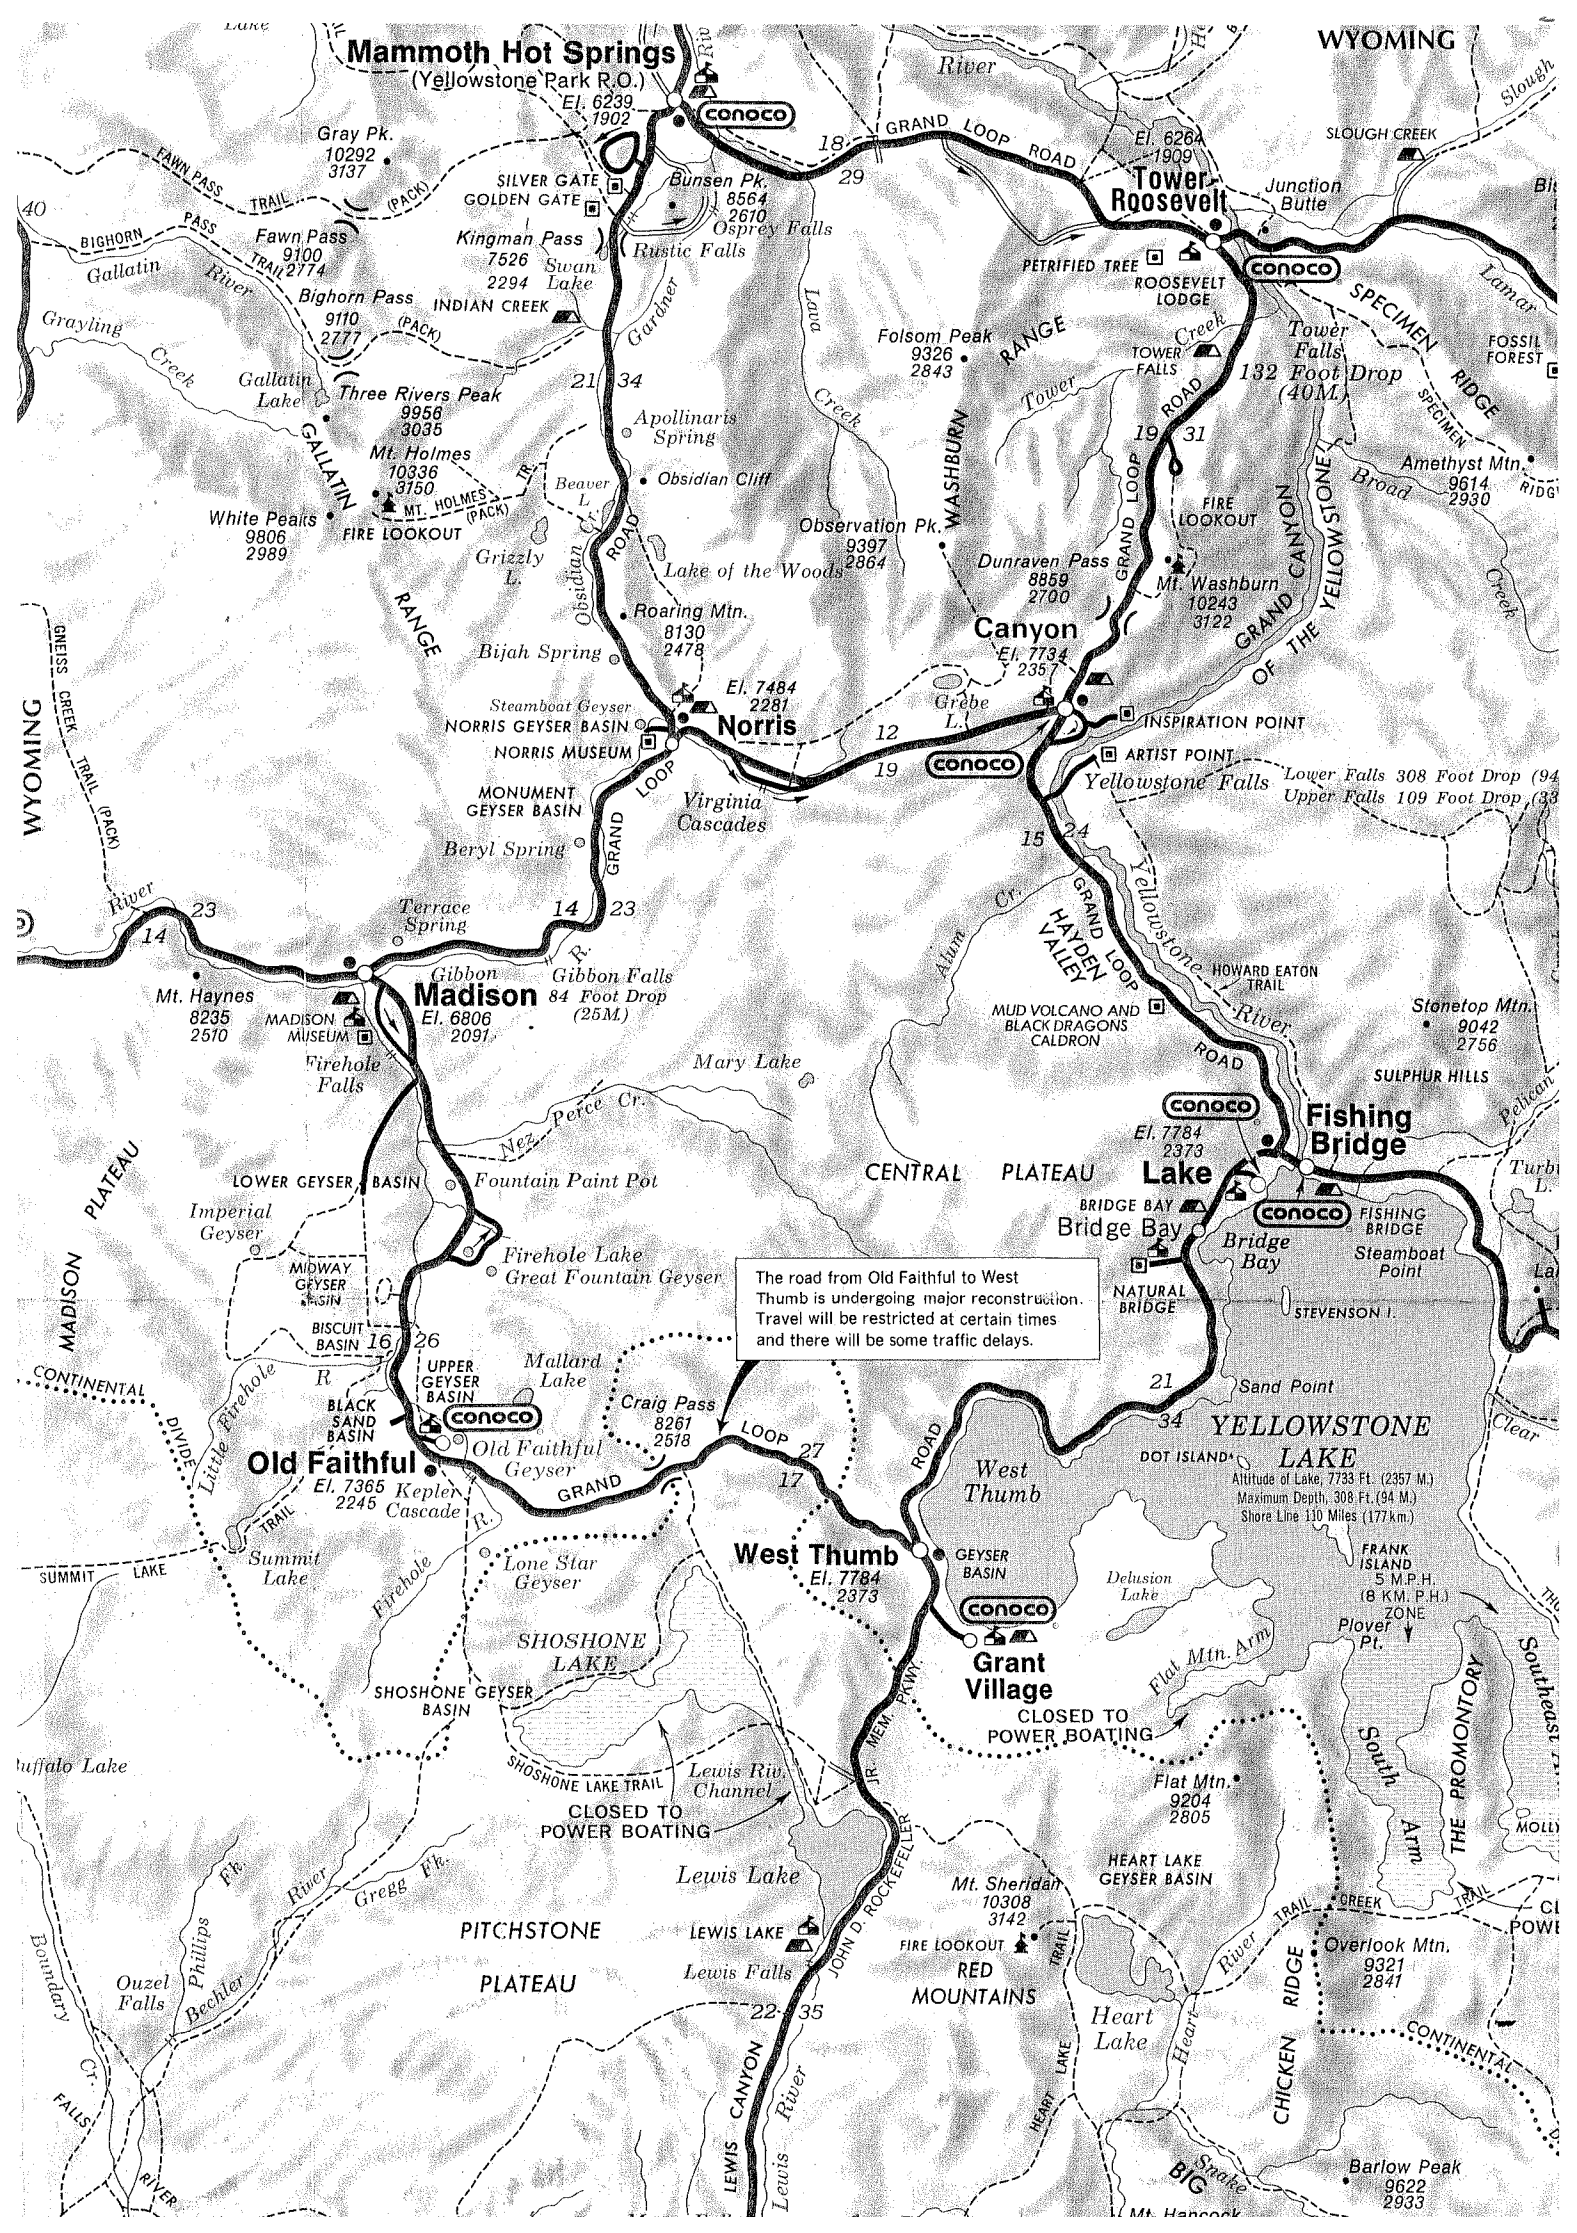 Lake
WYOMING
Mammoth Hot Springs
(Yellowstone Park R.O.)
El. 6239
1902
CONOCO
River
Slough
SLOUGH CREEK
Gray Pk.
10292
3137
18
29
GRAND LOOP ROAD
El. 6264
1909
Tower-
Roosevelt
Junction
Butte
FAWN PASS
TRAIL
(PACK)
SILVER GATE
GOLDEN GATE
Bunsen Pk.
8564
2610
Osprey Falls
40
BIGHORN
PASS
TRAIL
Fawn Pass
9100
2774
Kingman Pass
7526
2294
Swan
Lake
Rustic Falls
PETRIFIED TREE
ROOSEVELT
LODGE
CONOCO
Gallatin
River
Bighorn Pass
9110
2777
(PACK)
INDIAN CREEK
Gardner
Lava
Creek
SPECIMEN
RIDGE
Lamar
Grayling
Creek
Folsom Peak
9326
2843
RANGE
Creek
TOWER
FALLS
Tower
Tower
Falls
132 Foot Drop
(40M.)
FOSSIL
FOREST
Gallatin
Lake
Three Rivers Peak
9956
3035
21
34
ROAD
SPECIMEN
RIDG
GALLATIN
Mt. Holmes
10336
3150
Apollinaris
Spring
WASHBURN
19
31
GRAND LOOP
Broad
Creek
Amethyst Mtn.
9614
2930
White Peaks
9806
2989
FIRE LOOKOUT
MT. HOLMES
TR.
(PACK)
Beaver
L.
Obsidian Cliff
Grizzly
L.
Obsidian
Cr.
ROAD
Lake of the Woods
Observation Pk.
9397
2864
FIRE
LOOKOUT
Dunraven Pass
8859
2700
Mt. Washburn
10243
3122
GRAND CANYON
OF THE
YELLOWSTONE
RANGE
Roaring Mtn.
8130
2478
Canyon
El. 7734
2357
GNEISS CREEK TRAIL (PACK)
Bijah Spring
WYOMING
El. 7484
2281
Norris
Steamboat Geyser
NORRIS GEYSER BASIN
NORRIS MUSEUM
Grebe
L.
12
19
INSPIRATION POINT
CONOCO
ARTIST POINT
Yellowstone Falls
Lower Falls 308 Foot Drop (94
Upper Falls 109 Foot Drop (33
LOOP
MONUMENT
GEYSER BASIN
Virginia
Cascades
15
24
Beryl Spring
GRAND
Yellowstone
River
River
23
14
Terrace
Spring
14
23
Cr.
Alum
GRAND LOOP
HAYDEN
VALLEY
Gibbon
R.
Gibbon Falls
84 Foot Drop
(25M.)
HOWARD EATON
TRAIL
Mt. Haynes
8235
2510
Madison
El. 6806
2091
MADISON
MUSEUM
MUD VOLCANO AND
BLACK DRAGONS
CALDRON
Stonetop Mtn.
9042
2756
ROAD
Firehole
Falls
Mary Lake
SULPHUR HILLS
Nez Perce Cr.
CONOCO
Pelican
Fishing
Bridge
El. 7784
2373
PLATEAU
CENTRAL PLATEAU
Lake
LOWER GEYSER BASIN
Fountain Paint Pot
BRIDGE BAY
Bridge Bay
CONOCO
FISHING
BRIDGE
Imperial
Geyser
Bridge
Bay
Steamboat
Point
Firehole Lake
Great Fountain Geyser
MADISON
MIDWAY
GEYSER
BASIN
The road from Old Faithful to West
Thumb is undergoing major reconstruction.
Travel will be restricted at certain times
and there will be some traffic delays.
NATURAL
BRIDGE
STEVENSON I.
BISCUIT
BASIN
16
26
R
UPPER
GEYSER
BASIN
Mallard
Lake
CONTINENTAL
DIVIDE
Little Firehole
21
34
Sand Point
Craig Pass
8261
2518
BLACK
SAND
BASIN
CONOCO
YELLOWSTONE
LAKE
Clear
LOOP
27
17
ROAD
Old Faithful
El. 7365
2245
Old Faithful
Geyser
DOT ISLAND
Altitude of Lake, 7733 Ft. (2357 M.)
Maximum Depth, 308 Ft. (94 M.)
Shore Line 110 Miles (177 km.)
West
Thumb
Kepler
Cascade
GRAND
TRAIL
R.
Firehole
SUMMIT LAKE
Summit
Lake
Lone Star
Geyser
West Thumb
El. 7784
2373
GEYSER
BASIN
FRANK
ISLAND
5 M.P.H.
(8 KM. P.H.)
ZONE
Delusion
Lake
CONOCO
Plover
Pt.
SHOSHONE
LAKE
Flat Mtn. Arm
Grant
Village
SHOSHONE GEYSER
BASIN
CLOSED TO
POWER BOATING
South
Arm
THE PROMONTORY
Southeast
SHOSHONE LAKE TRAIL
Lewis Riv.
Channel
JR. MEM. PKWY.
CLOSED TO
POWER BOATING
Flat Mtn.
9204
2805
Lewis Lake
Mt. Sheridan
10308
3142
HEART LAKE
GEYSER BASIN
Fk.
River
Gregg Fk.
PITCHSTONE
PLATEAU
LEWIS LAKE
Lewis Falls
JOHN D. ROCKEFELLER
FIRE LOOKOUT
TRAIL
RED
MOUNTAINS
River
TRAIL CREEK TRAIL
Overlook Mtn.
9321
2841
Boundary
Cr.
Ouzel
Falls
Phillips
Bechler
22
35
Heart
Lake
Heart
CHICKEN RIDGE
CONTINENTAL
LEWIS CANYON
Lewis River
HEART LAKE
FALLS
RIVER
Snake
BIG
Barlow Peak
9622
2933
Mt. Hancock